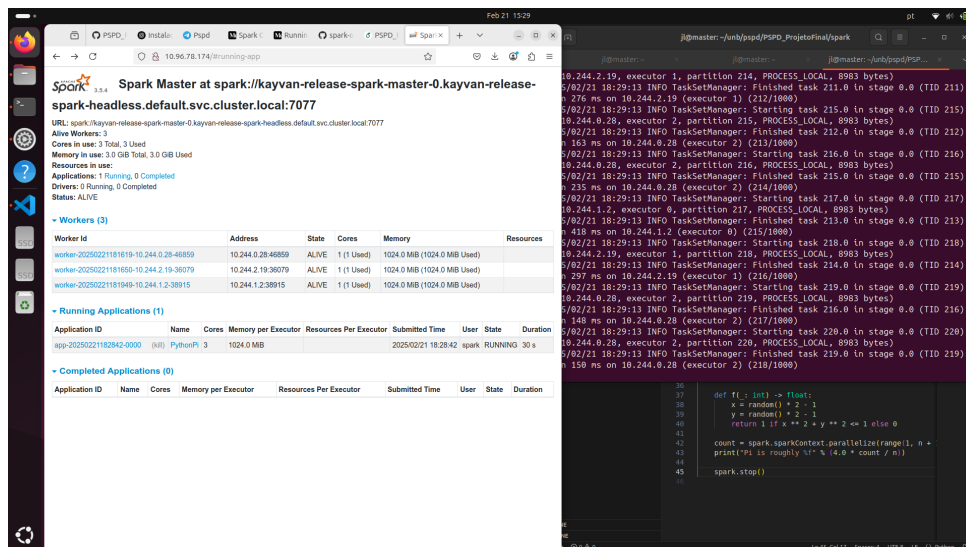 Feb 21 15:29
pt
PSPD_
Instala
Pspd
Spark
Runnin
spark-o
PSPD_
Spar
10.96.78.174/#running-app
APACHE
Spark 3.5.4 Spark Master at spark://kayvan-release-spark-master-0.kayvan-release-
spark-headless.default.svc.cluster.local:7077
URL: spark://kayvan-release-spark-master-0.kayvan-release-spark-headless.default.svc.cluster.local:7077
Alive Workers: 3
Cores in use: 3 Total, 3 Used
Memory in use: 3.0 GiB Total, 3.0 GiB Used
Resources in use:
Applications: 1 Running, 0 Completed
Drivers: 0 Running, 0 Completed
Status: ALIVE
Workers (3)
Worker Id Address State Cores Memory Resources
worker-20250221181619-10.244.0.28-46859 10.244.0.28:46859 ALIVE 1 (1 Used) 1024.0 MiB (1024.0 MiB Used)
worker-20250221181650-10.244.2.19-36079 10.244.2.19:36079 ALIVE 1 (1 Used) 1024.0 MiB (1024.0 MiB Used)
worker-20250221181949-10.244.1.2-38915 10.244.1.2:38915 ALIVE 1 (1 Used) 1024.0 MiB (1024.0 MiB Used)
Running Applications (1)
Application ID Name Cores Memory per Executor Resources Per Executor Submitted Time User State Duration
app-20250221182842-0000 (kill) PythonPi 3 1024.0 MiB 2025/02/21 18:28:42 spark RUNNING 30 s
Completed Applications (0)
Application ID Name Cores Memory per Executor Resources Per Executor Submitted Time User State Duration
SSD
SSD
jl@master: ~/unb/pspd/PSPD_ProjetoFinal/spark
jl@master: ~
jl@master: ~
jl@master: ~/unb/pspd/PSP...
10.244.2.19, executor 1, partition 214, PROCESS_LOCAL, 8983 bytes)
5/02/21 18:29:13 INFO TaskSetManager: Finished task 211.0 in stage 0.0 (TID 211)
n 276 ms on 10.244.2.19 (executor 1) (212/1000)
5/02/21 18:29:13 INFO TaskSetManager: Starting task 215.0 in stage 0.0 (TID 215)
10.244.0.28, executor 2, partition 215, PROCESS_LOCAL, 8983 bytes)
5/02/21 18:29:13 INFO TaskSetManager: Finished task 212.0 in stage 0.0 (TID 212)
n 163 ms on 10.244.0.28 (executor 2) (213/1000)
5/02/21 18:29:13 INFO TaskSetManager: Starting task 216.0 in stage 0.0 (TID 216)
10.244.0.28, executor 2, partition 216, PROCESS_LOCAL, 8983 bytes)
5/02/21 18:29:13 INFO TaskSetManager: Finished task 215.0 in stage 0.0 (TID 215)
n 235 ms on 10.244.0.28 (executor 2) (214/1000)
5/02/21 18:29:13 INFO TaskSetManager: Starting task 217.0 in stage 0.0 (TID 217)
10.244.1.2, executor 0, partition 217, PROCESS_LOCAL, 8983 bytes)
5/02/21 18:29:13 INFO TaskSetManager: Finished task 213.0 in stage 0.0 (TID 213)
n 418 ms on 10.244.1.2 (executor 0) (215/1000)
5/02/21 18:29:13 INFO TaskSetManager: Starting task 218.0 in stage 0.0 (TID 218)
10.244.2.19, executor 1, partition 218, PROCESS_LOCAL, 8983 bytes)
5/02/21 18:29:13 INFO TaskSetManager: Finished task 214.0 in stage 0.0 (TID 214)
n 297 ms on 10.244.2.19 (executor 1) (216/1000)
5/02/21 18:29:13 INFO TaskSetManager: Starting task 219.0 in stage 0.0 (TID 219)
10.244.0.28, executor 2, partition 219, PROCESS_LOCAL, 8983 bytes)
5/02/21 18:29:13 INFO TaskSetManager: Finished task 216.0 in stage 0.0 (TID 216)
n 148 ms on 10.244.0.28 (executor 2) (217/1000)
5/02/21 18:29:13 INFO TaskSetManager: Starting task 220.0 in stage 0.0 (TID 220)
10.244.0.28, executor 2, partition 220, PROCESS_LOCAL, 8983 bytes)
5/02/21 18:29:13 INFO TaskSetManager: Finished task 219.0 in stage 0.0 (TID 219)
n 150 ms on 10.244.0.28 (executor 2) (218/1000)
36
37 def f(_: int) -> float:
38 x = random() * 2 - 1
39 y = random() * 2 - 1
40 return 1 if x ** 2 + y ** 2 <= 1 else 0
41
42 count = spark.sparkContext.parallelize(range(1, n +
43 print("Pi is roughly %f" % (4.0 * count / n))
44
45 spark.stop()
46